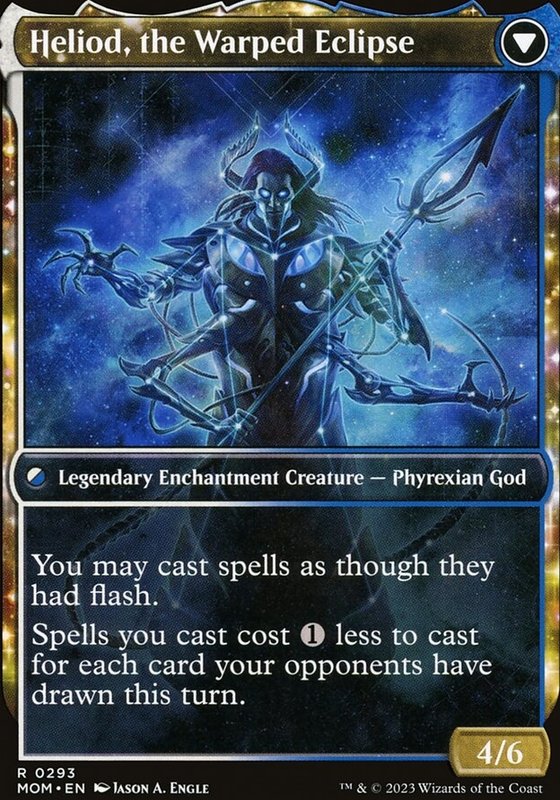 Heliod, the Warped Eclipse
Legendary Enchantment Creature — Phyrexian God
You may cast spells as though they
had flash.
Spells you cast cost 1 less to cast
for each card your opponents have
drawn this turn.
4/6
R 0293
MOM • EN Jason A. Engle
™ & © 2023 Wizards of the Coast